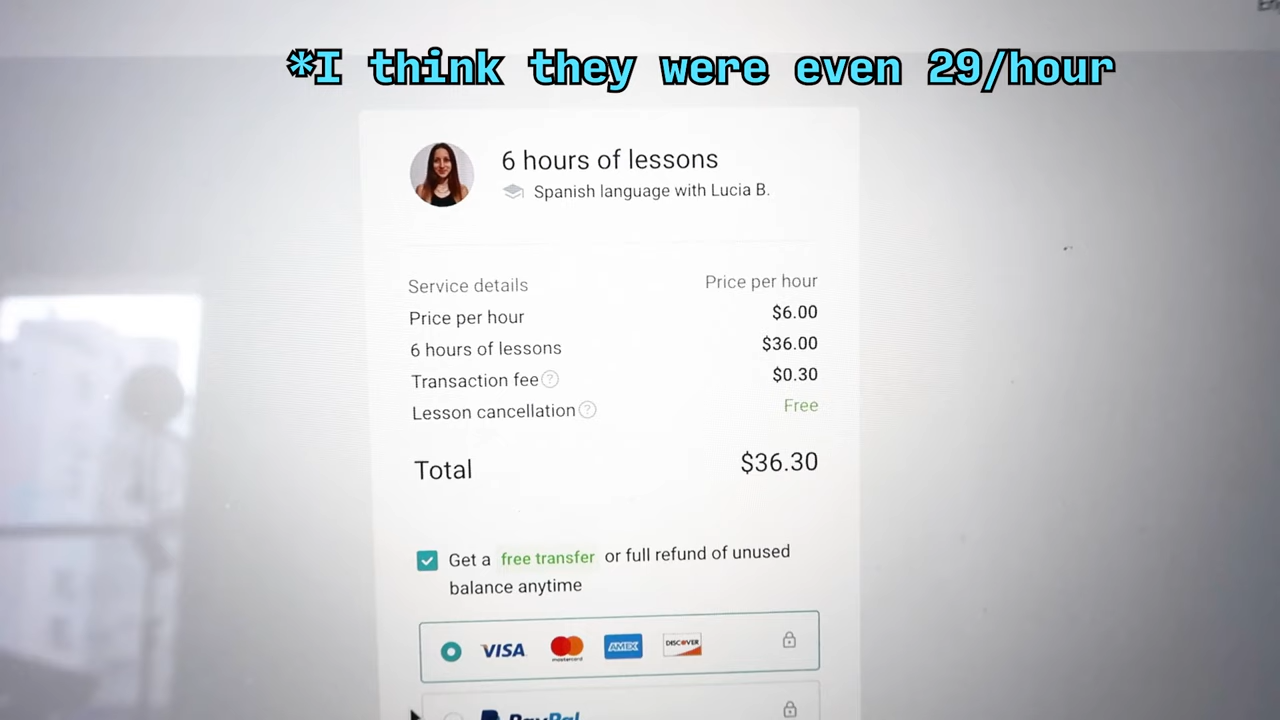 *I think they were even 29/hour
6 hours of lessons
Spanish language with Lucia B.
Service details Price per hour
Price per hour $6.00
6 hours of lessons $36.00
Transaction fee ? $0.30
Lesson cancellation ? Free
Total $36.30
Get a free transfer or full refund of unused
balance anytime
VISA mastercard AMEX DISCOVER
PayPal